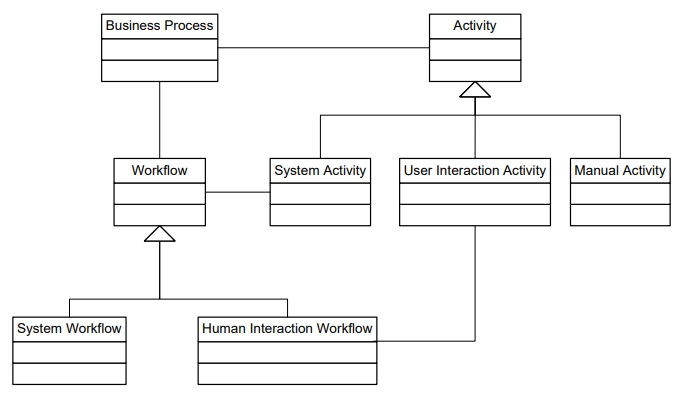 Business Process
Activity
Workflow
System Activity
User Interaction Activity
Manual Activity
System Workflow
Human Interaction Workflow